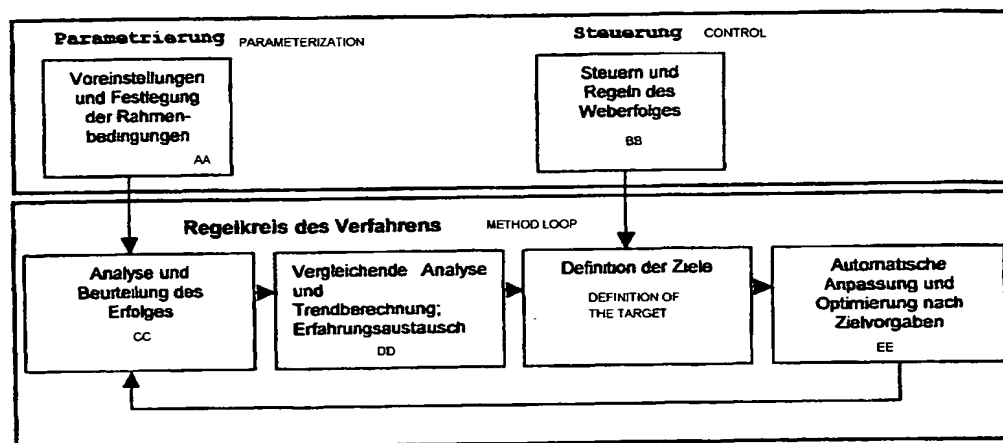 Parametrierung PARAMETERIZATION
Voreinstellungen
und Festlegung
der Rahmen-
bedingungen
AA
Steuerung CONTROL
Steuern und
Regeln des
Weberfolges
BB
Regelkreis des Verfahrens METHOD LOOP
Analyse und
Beurteilung des
Erfolges
CC
Vergleichende Analyse
und
Trendberechnung;
Erfahrungsaustausch
DD
Definition der Ziele
DEFINITION OF
THE TARGET
Automatische
Anpassung und
Optimierung nach
Zielvorgaben
EE